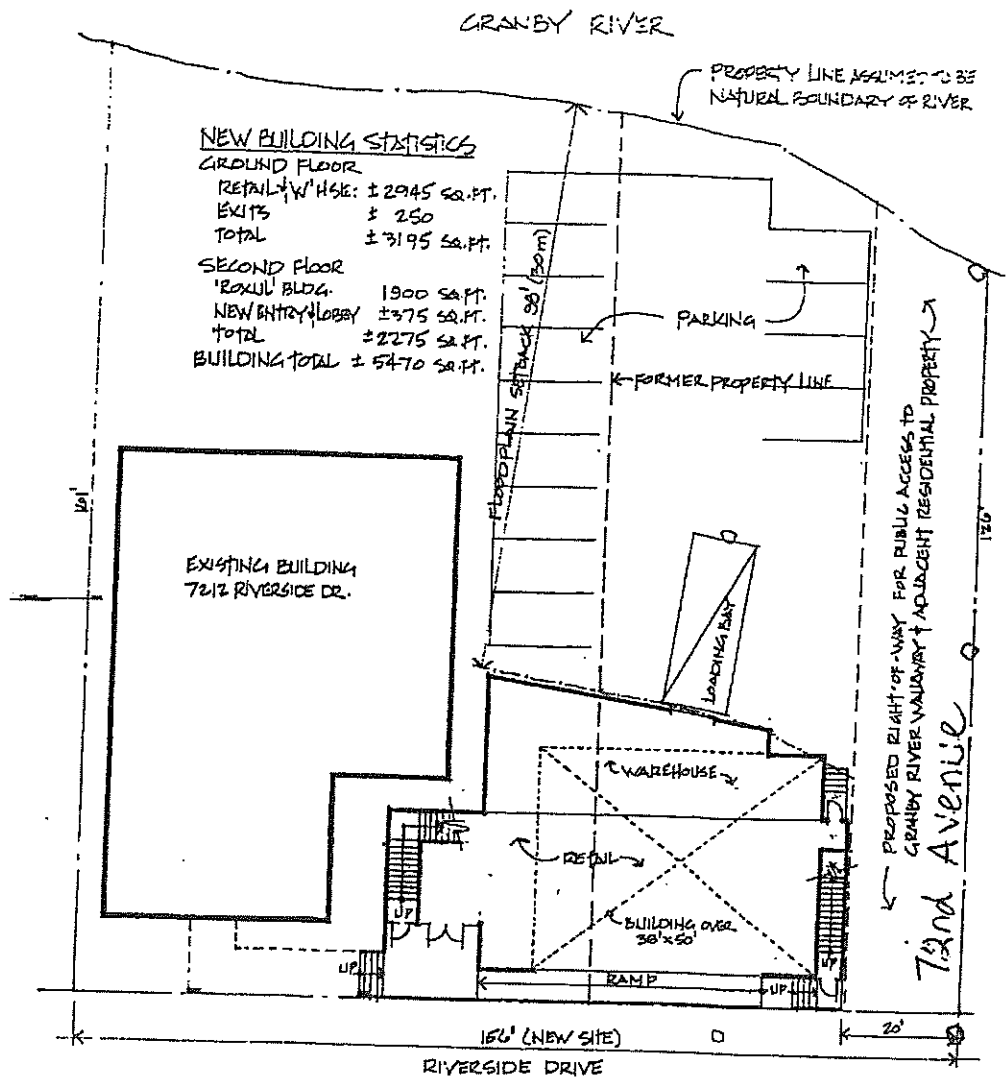 GRANBY RIVER
PROPERTY LINE ASSUMED TO BE
NATURAL BOUNDARY OF RIVER
NEW BUILDING STATISTICS
GROUND FLOOR
RETAIL & W'HSE: ± 2945 SQ.FT.
EXITS ± 250
TOTAL ± 3195 SQ.FT.
SECOND FLOOR
'ROXUL' BLDG. 1900 SQ.FT.
NEW ENTRY & LOBBY ±375 SQ.FT.
TOTAL ±2275 SQ.FT.
BUILDING TOTAL ± 5470 SQ.FT.
FLOODPLAIN SETBACK 98' (30m)
PARKING
FORMER PROPERTY LINE
EXISTING BUILDING
7212 RIVERSIDE DR.
LOADING BAY
PROPOSED RIGHT-OF-WAY FOR PUBLIC ACCESS TO
GRANBY RIVER WALKWAY & ADJACENT RESIDENTIAL PROPERTY
72nd Avenue
126'
WAREHOUSE
RETAIL
BUILDING OVER
38'x50'
UP
UP
UP
UP
RAMP
20'
RIVERSIDE DRIVE